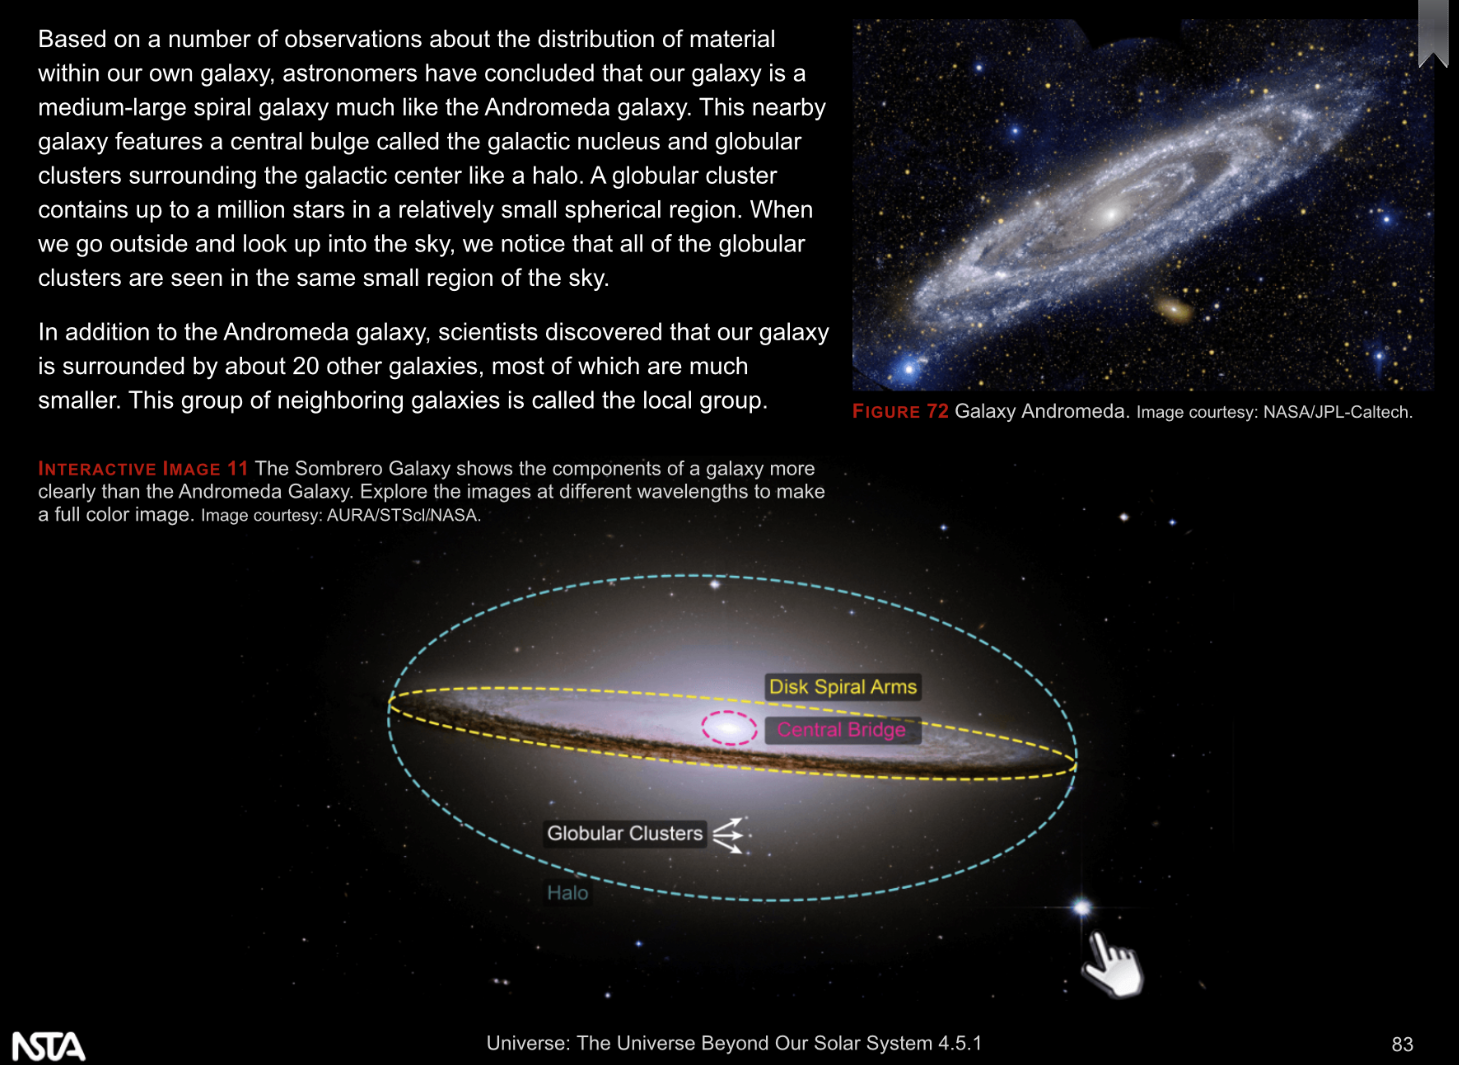 Based on a number of observations about the distribution of material
within our own galaxy, astronomers have concluded that our galaxy is a
medium-large spiral galaxy much like the Andromeda galaxy. This nearby
galaxy features a central bulge called the galactic nucleus and globular
clusters surrounding the galactic center like a halo. A globular cluster
contains up to a million stars in a relatively small spherical region. When
we go outside and look up into the sky, we notice that all of the globular
clusters are seen in the same small region of the sky.
In addition to the Andromeda galaxy, scientists discovered that our galaxy
is surrounded by about 20 other galaxies, most of which are much
smaller. This group of neighboring galaxies is called the local group.
FIGURE 72 Galaxy Andromeda. Image courtesy: NASA/JPL-Caltech.
INTERACTIVE IMAGE 11 The Sombrero Galaxy shows the components of a galaxy more
clearly than the Andromeda Galaxy. Explore the images at different wavelengths to make
a full color image. Image courtesy: AURA/STScI/NASA.
Disk Spiral Arms
Central Bridge
Globular Clusters
Halo
NSTA
Universe: The Universe Beyond Our Solar System 4.5.1
83